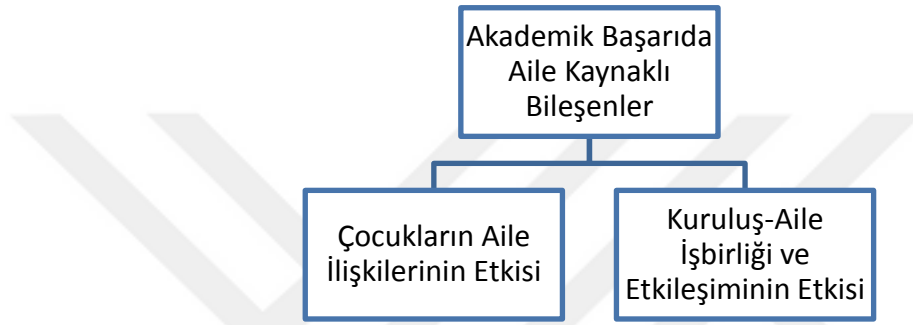 Akademik Başarıda
Aile Kaynaklı
Bileşenler
Çocukların Aile
İlişkilerinin Etkisi
Kuruluş-Aile
İşbirliği ve
Etkileşiminin Etkisi